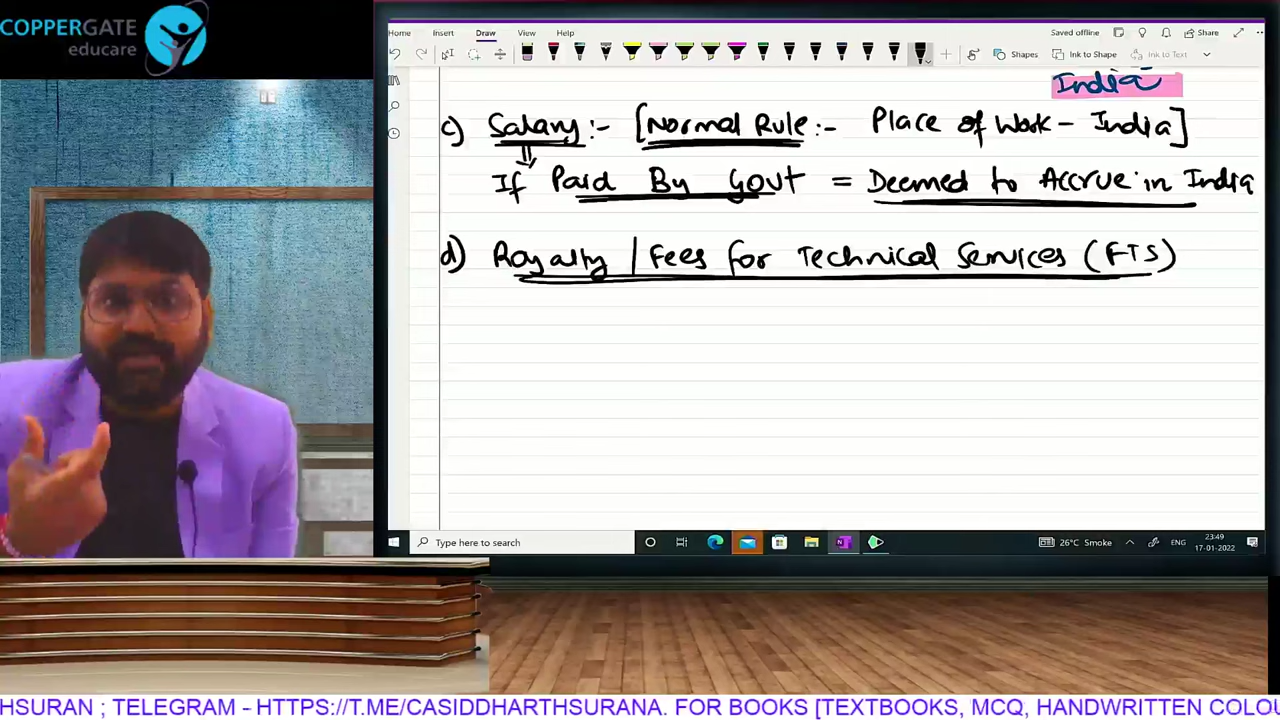 COPPERGATE
educare
Home Insert Draw View Help Saved offline Share
Shapes Ink to Shape Ink to Text
India
c) Salary :- [Normal Rule :- Place of Work - India]
If Paid By Govt = Deemed to Accrue in India
d) Royalty | Fees for Technical Services (FTS)
Type here to search 26°C Smoke ENG 23:49
17-01-2022
HSURAN ; TELEGRAM - HTTPS://T.ME/CASIDDHARTHSURANA. FOR BOOKS [TEXTBOOKS, MCQ, HANDWRITTEN COLOU